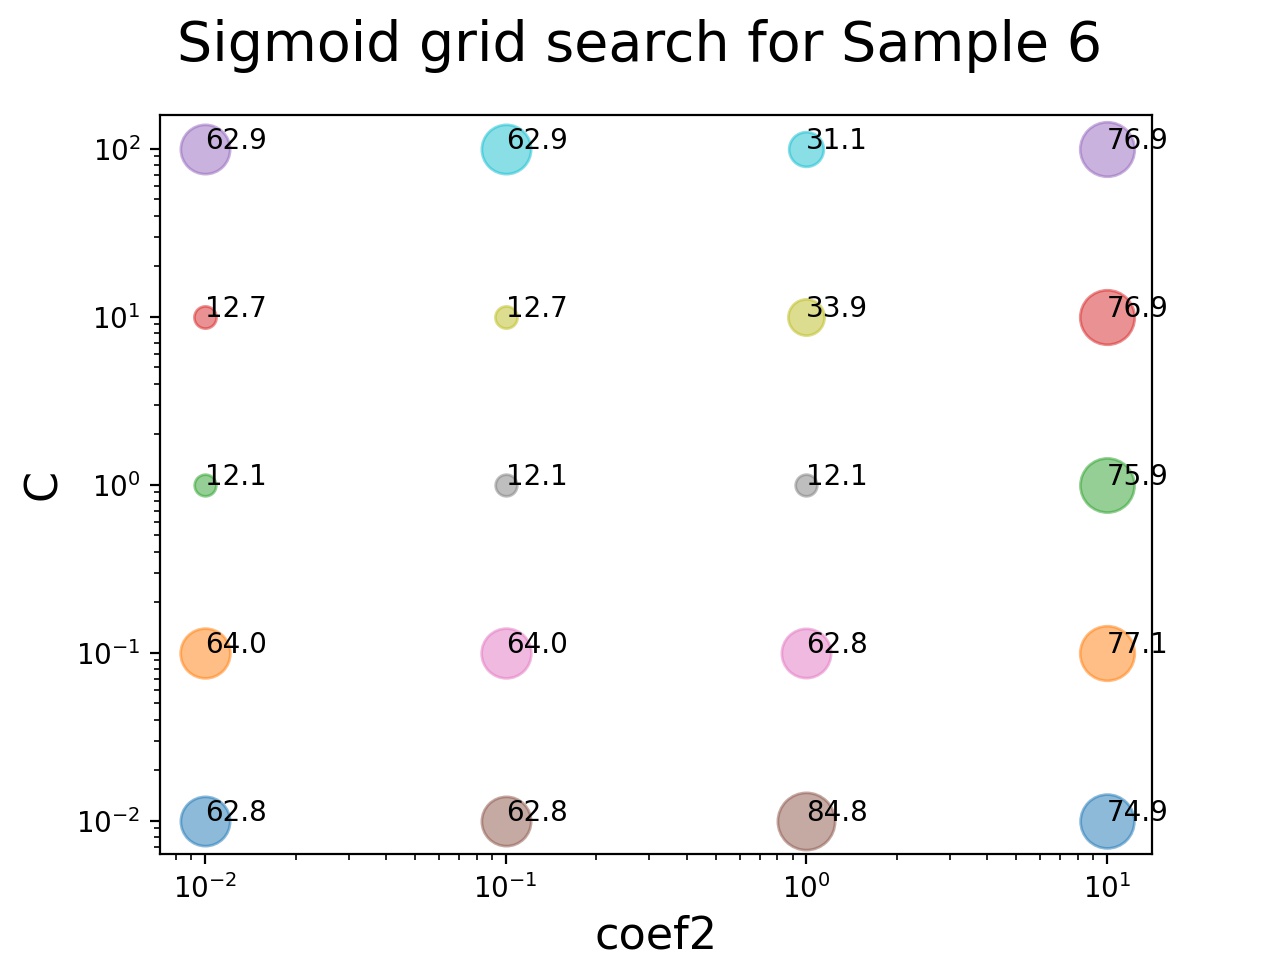 Sigmoid grid search for Sample 6
10² 62.9 62.9 31.1 76.9
10¹ 12.7 12.7 33.9 76.9
C 10⁰ 12.1 12.1 12.1 75.9
10⁻¹ 64.0 64.0 62.8 77.1
10⁻² 62.8 62.8 84.8 74.9
10⁻² 10⁻¹ 10⁰ 10¹
coef2